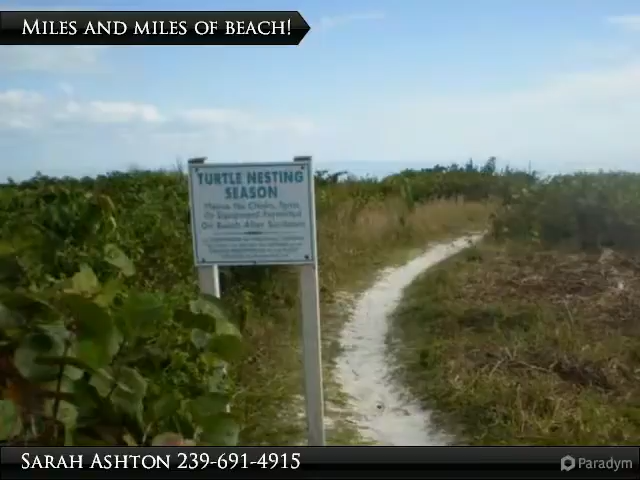 Miles and miles of beach!
TURTLE NESTING
SEASON
Please No Chairs, Tents
Or Equipment Permitted
On Beach After Sundown
Sarah Ashton 239-691-4915
Paradym